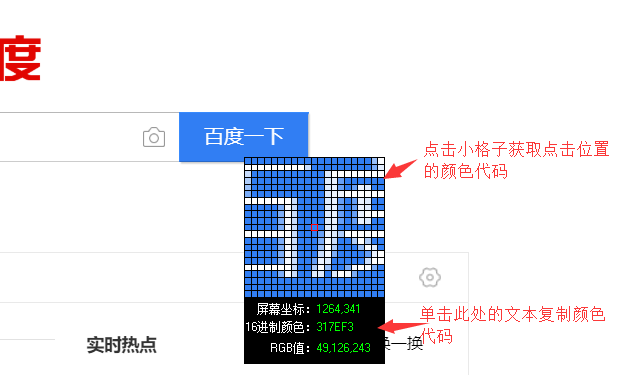 度
百度一下
点击小格子获取点击位置
的颜色代码
屏幕坐标：1264,341
16进制颜色：317EF3
RGB值：49,126,243
单击此处的文本复制颜色
代码
实时热点
换一换